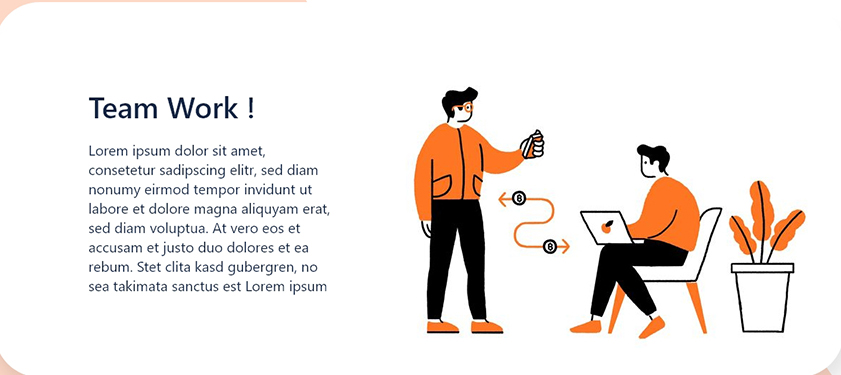 Team Work !
Lorem ipsum dolor sit amet,
consetetur sadipscing elitr, sed diam
nonumy eirmod tempor invidunt ut
labore et dolore magna aliquyam erat,
sed diam voluptua. At vero eos et
accusam et justo duo dolores et ea
rebum. Stet clita kasd gubergren, no
sea takimata sanctus est Lorem ipsum